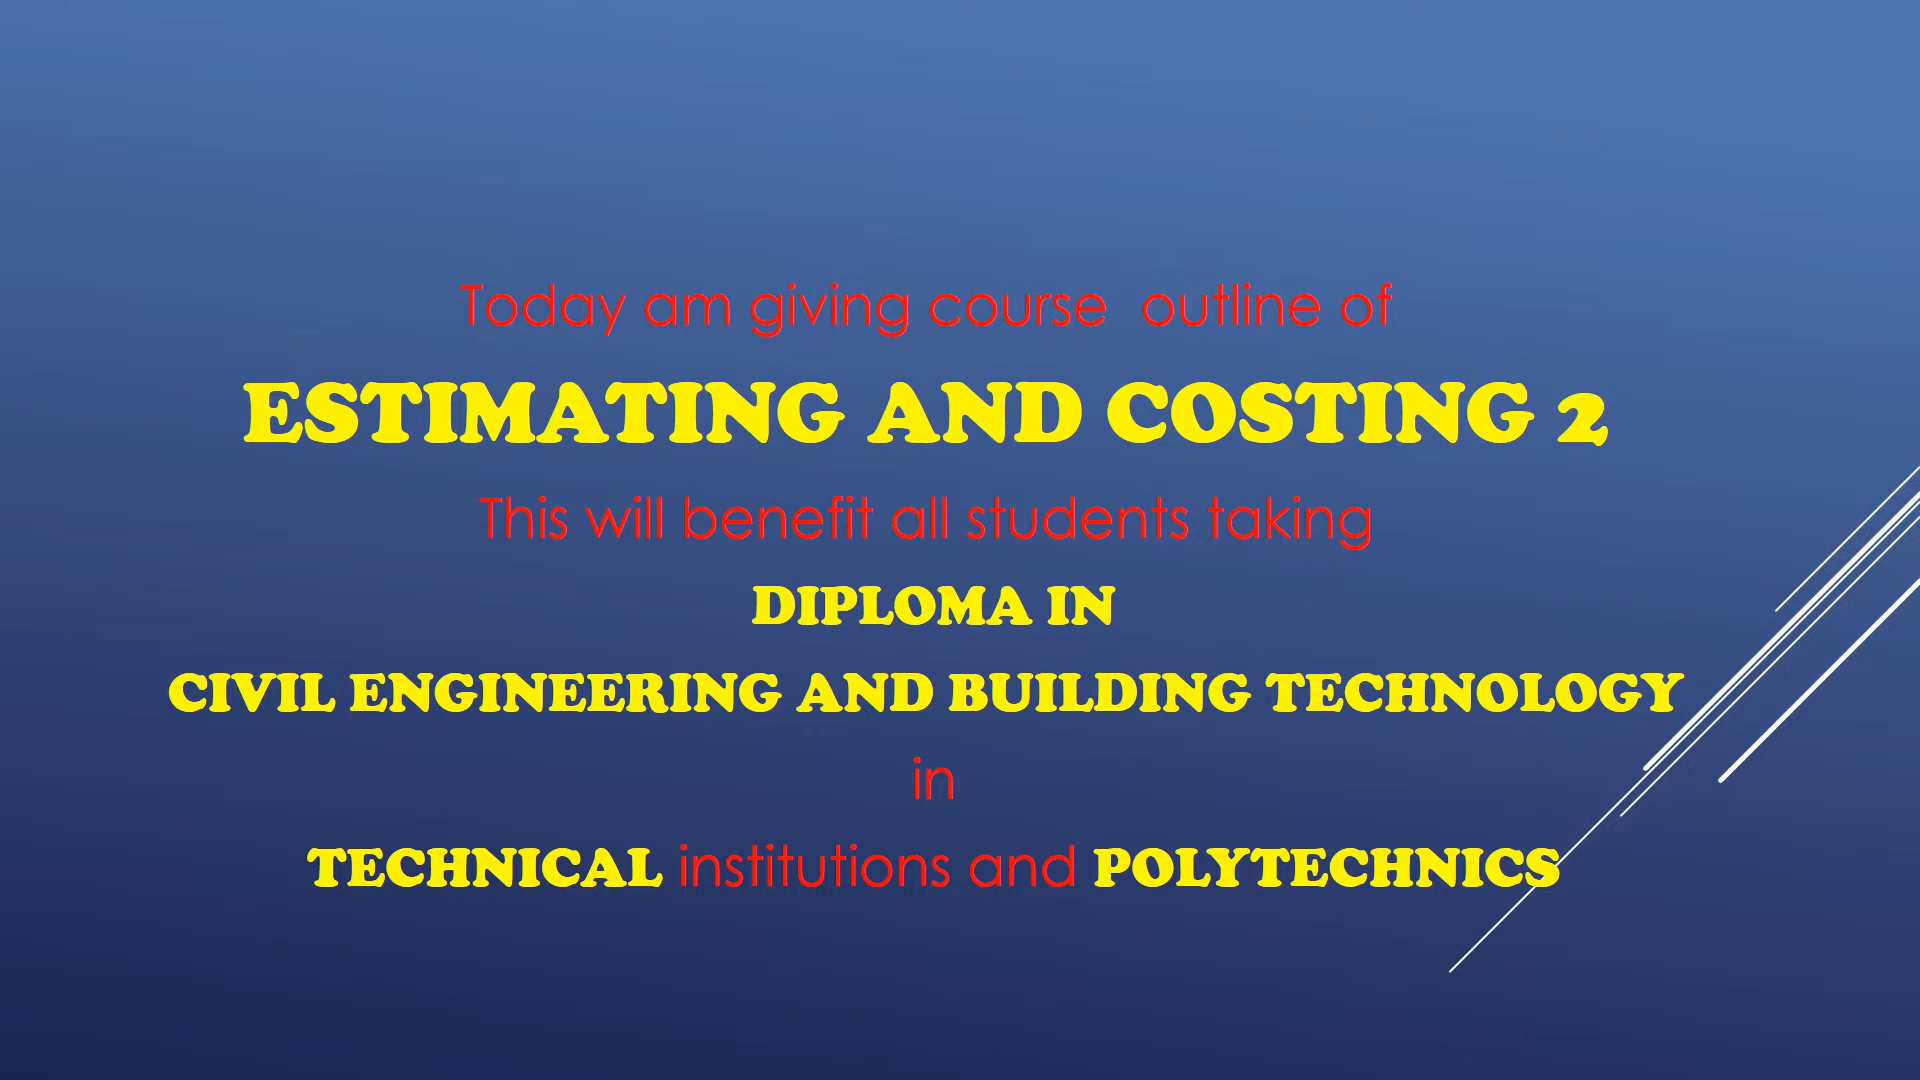 Today am giving course outline of
ESTIMATING AND COSTING 2
This will benefit all students taking
DIPLOMA IN
CIVIL ENGINEERING AND BUILDING TECHNOLOGY
in
TECHNICAL institutions and POLYTECHNICS